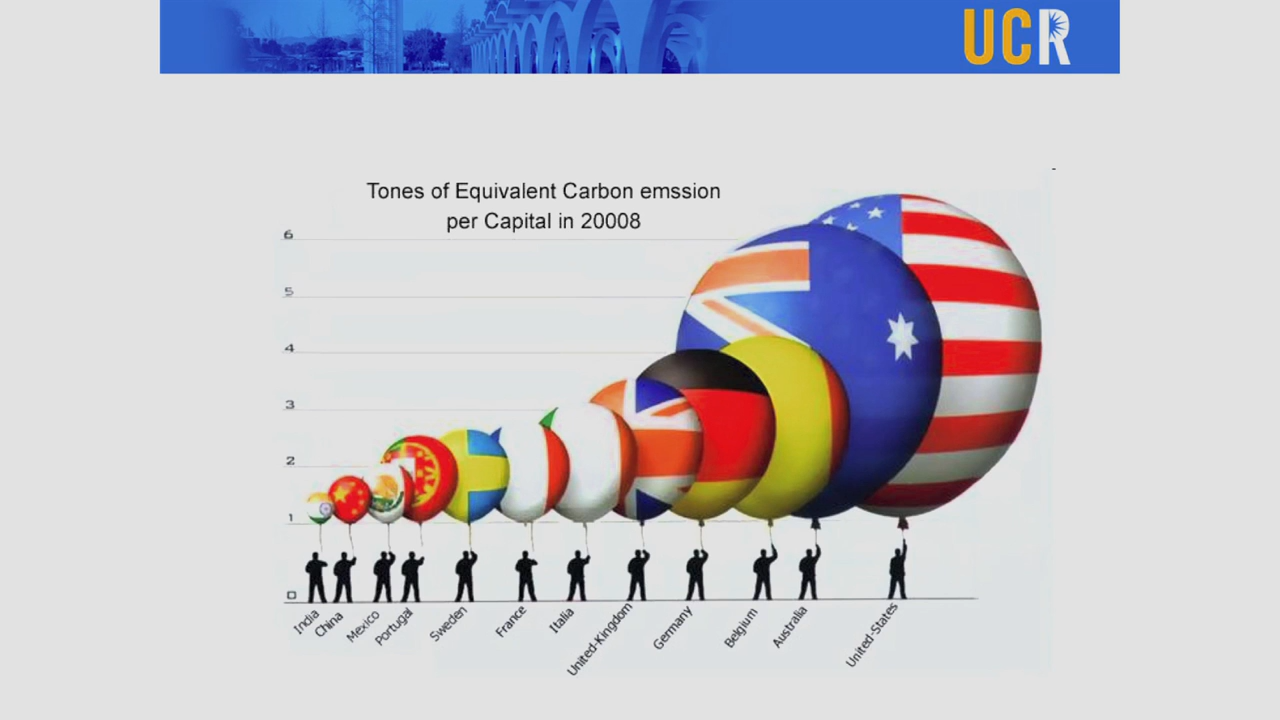 UCR
Tones of Equivalent Carbon emssion
per Capital in 20008
6
5
4
3
2
1
0
India
China
Mexico
Portugal
Sweden
France
Italia
United-Kingdom
Germany
Belgium
Australia
United-States